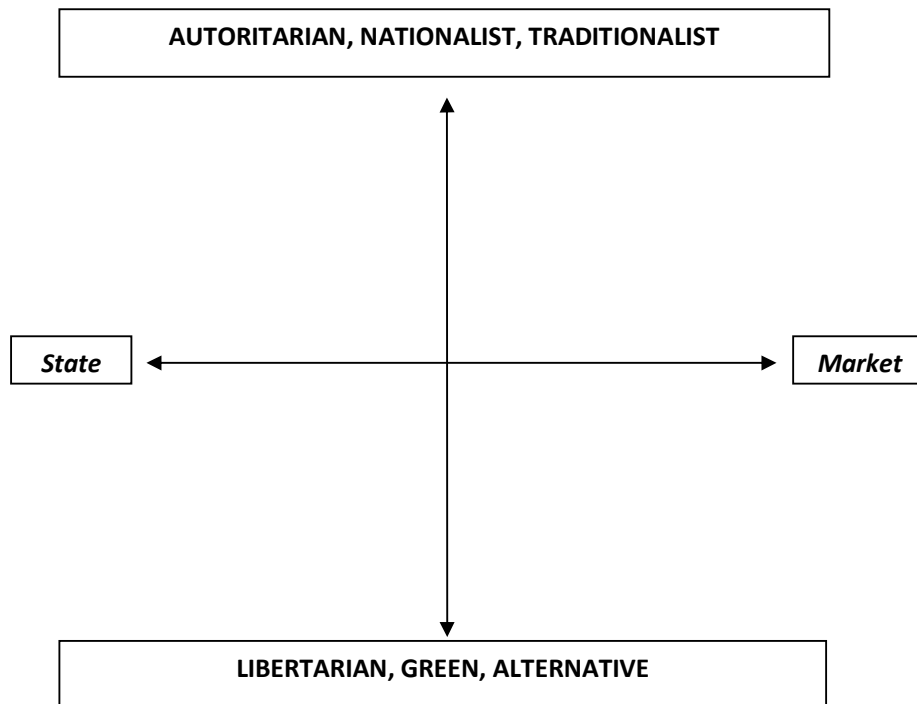 AUTORITARIAN, NATIONALIST, TRADITIONALIST
State
Market
LIBERTARIAN, GREEN, ALTERNATIVE